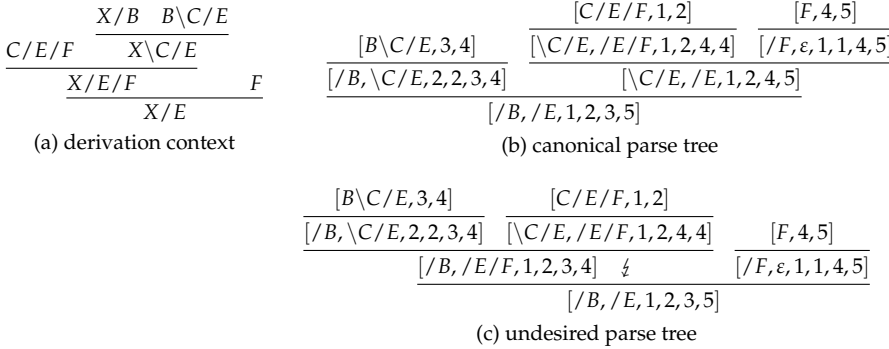 X/B B\C/E
C/E/F X\C/E
X/E/F F
X/E
(a) derivation context
[C/E/F,1,2] [F,4,5]
[B\C/E,3,4] [\C/E,/E/F,1,2,4,4] [/F,ε,1,1,4,5]
[/B,\C/E,2,2,3,4] [\C/E,/E,1,2,4,5]
[/B,/E,1,2,3,5]
(b) canonical parse tree
[B\C/E,3,4] [C/E/F,1,2]
[/B,\C/E,2,2,3,4] [\C/E,/E/F,1,2,4,4] [F,4,5]
[/B,/E/F,1,2,3,4] ↯ [/F,ε,1,1,4,5]
[/B,/E,1,2,3,5]
(c) undesired parse tree